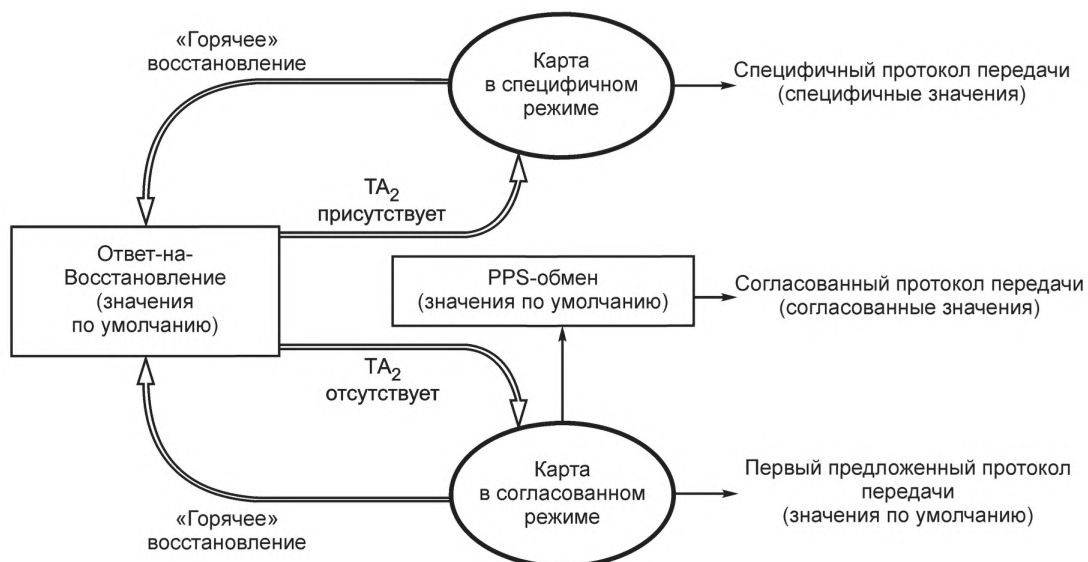 «Горячее»
восстановление
Карта
в специфичном
режиме
Специфичный протокол передачи
(специфичные значения)
TA₂
присутствует
Ответ-на-
Восстановление
(значения
по умолчанию)
PPS-обмен
(значения по умолчанию)
Согласованный протокол передачи
(согласованные значения)
TA₂
отсутствует
Карта
в согласованном
режиме
Первый предложенный протокол
передачи
(значения по умолчанию)
«Горячее»
восстановление